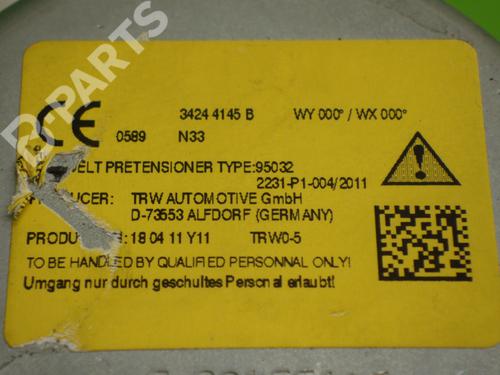 B-PARTS
3424 4145 B WY 000° / WX 000°
CE 0589 N33
BELT PRETENSIONER TYPE:95032
2231-P1-004/2011
PRODUCER: TRW AUTOMOTIVE GmbH
D-73553 ALFDORF (GERMANY)
18 04 11 Y11 TRW0-5
TO BE HANDLED BY QUALIFIED PERSONNAL ONLY!
Umgang nur durch geschultes Personal erlaubt!